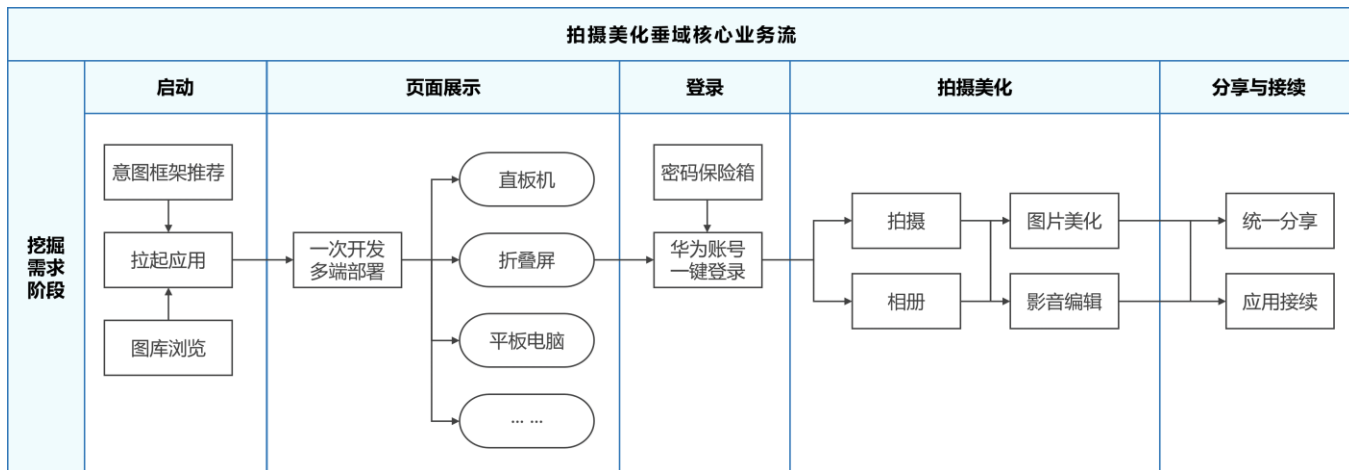 拍摄美化垂域核心业务流
启动
页面展示
登录
拍摄美化
分享与接续
挖掘
需求
阶段
意图框架推荐
拉起应用
图库浏览
一次开发
多端部署
直板机
折叠屏
平板电脑
... ...
密码保险箱
华为账号
一键登录
拍摄
相册
图片美化
影音编辑
统一分享
应用接续